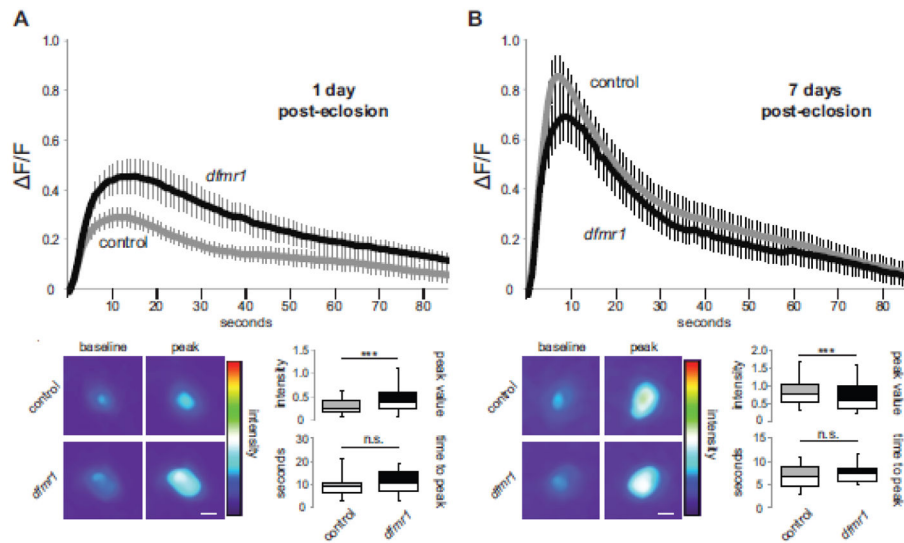 A
1.0
0.8
0.6
0.4
0.2
0
ΔF/F
1 day
post-eclosion
dfmr1
control
10 20 30 40 50 60 70 80
seconds
baseline peak
control
dfmr1
intensity
1.5
1.0
0.5
0.0
intensity
***
peak value
30
20
10
0
seconds
n.s.
time to peak
control dfmr1
B
1.0
0.8
0.6
0.4
0.2
0
ΔF/F
control
7 days
post-eclosion
dfmr1
10 20 30 40 50 60 70 80
seconds
baseline peak
control
dfmr1
intensity
2.0
1.5
1.0
0.5
0.0
intensity
***
peak value
15
10
5
0
seconds
n.s.
time to peak
control dfmr1